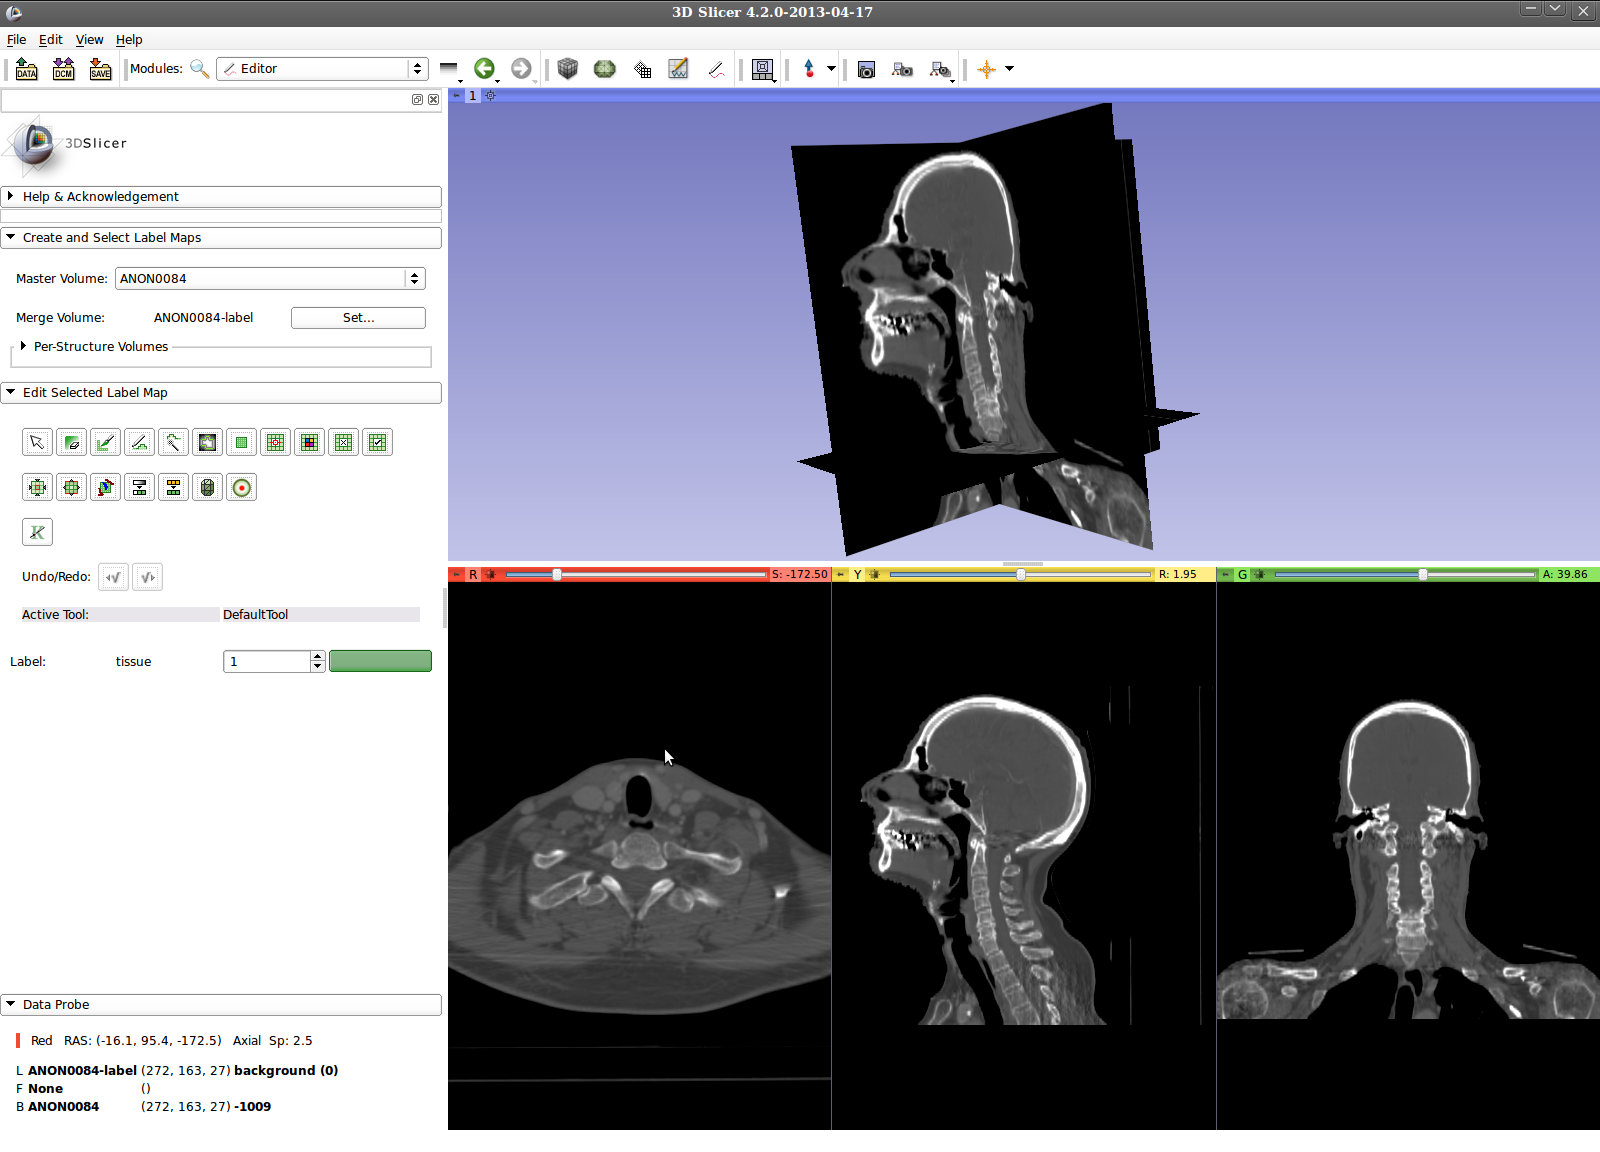 3D Slicer 4.2.0-2013-04-17
File Edit View Help
DATA DCM SAVE Modules: Editor
1
3DSlicer
Help & Acknowledgement
Create and Select Label Maps
Master Volume: ANON0084
Merge Volume: ANON0084-label Set...
Per-Structure Volumes
Edit Selected Label Map
Undo/Redo:
Active Tool: DefaultTool
Label: tissue 1
R S: -172.50 Y R: 1.95 G A: 39.86
Data Probe
Red RAS: (-16.1, 95.4, -172.5) Axial Sp: 2.5
L ANON0084-label (272, 163, 27) background (0)
F None ()
B ANON0084 (272, 163, 27) -1009